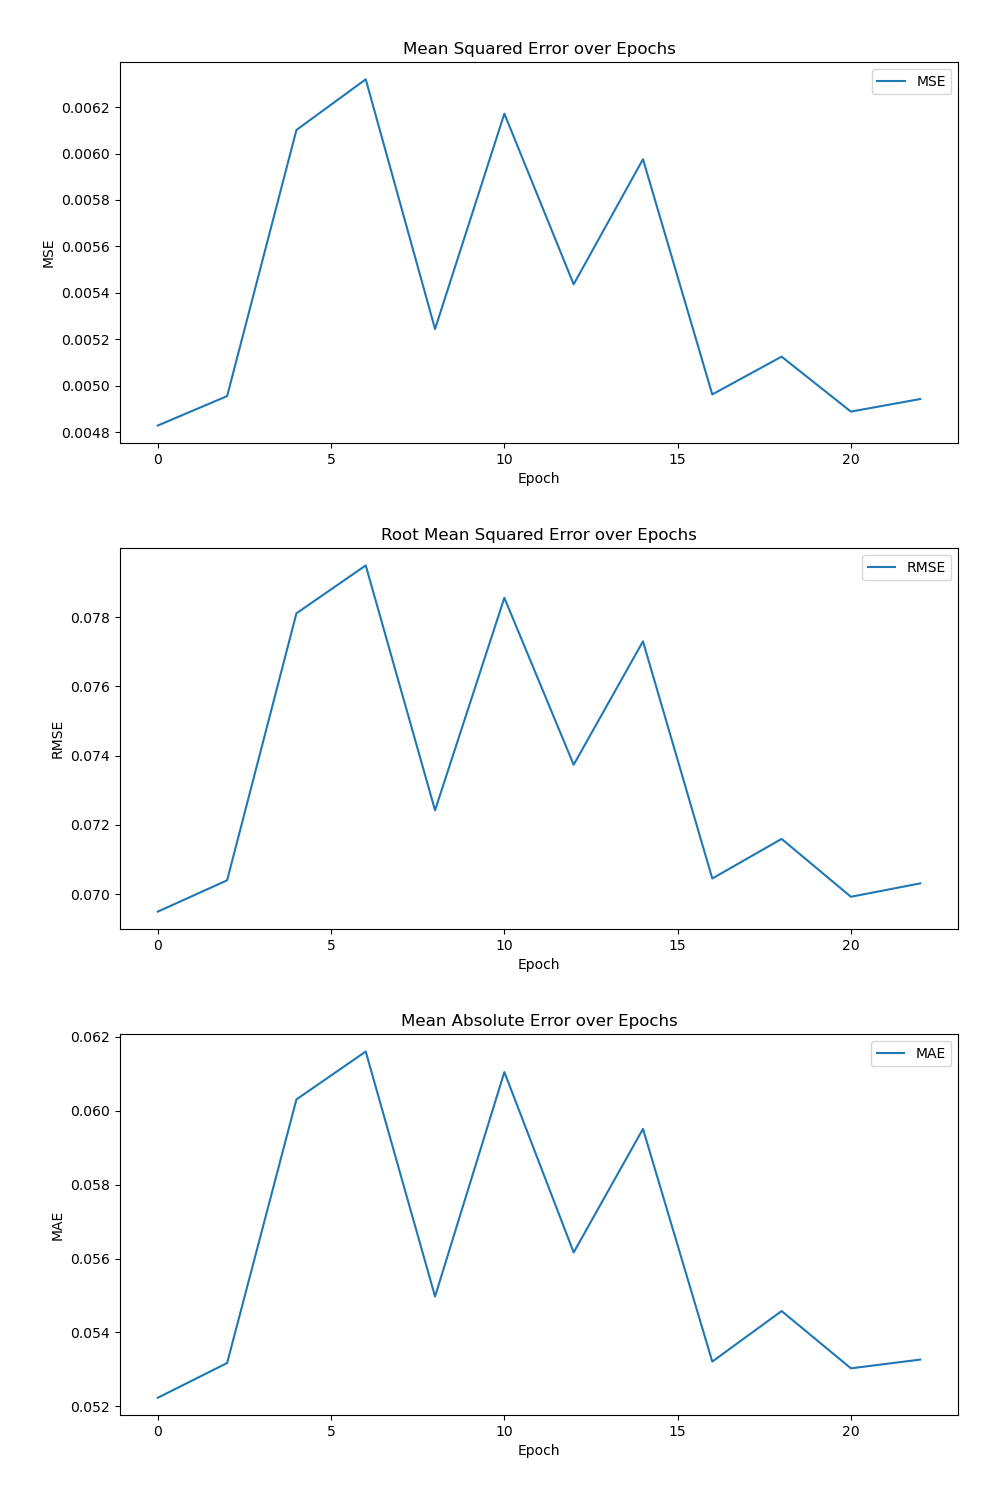 Mean Squared Error over Epochs
MSE
0.0062
0.0060
0.0058
0.0056
0.0054
0.0052
0.0050
0.0048
MSE
0 5 10 15 20
Epoch
Root Mean Squared Error over Epochs
RMSE
0.078
0.076
0.074
0.072
0.070
RMSE
0 5 10 15 20
Epoch
Mean Absolute Error over Epochs
MAE
0.062
0.060
0.058
0.056
0.054
0.052
MAE
0 5 10 15 20
Epoch